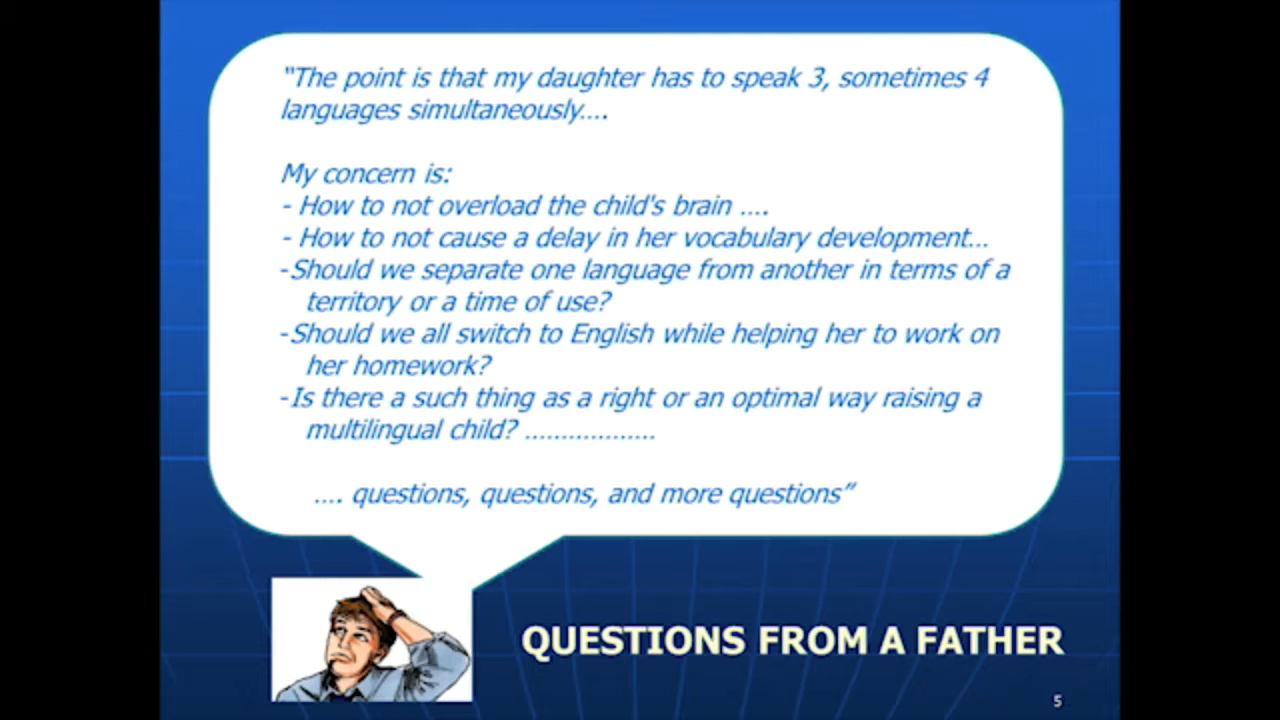 “The point is that my daughter has to speak 3, sometimes 4
languages simultaneously….
My concern is:
- How to not overload the child's brain ….
- How to not cause a delay in her vocabulary development…
-Should we separate one language from another in terms of a
territory or a time of use?
-Should we all switch to English while helping her to work on
her homework?
-Is there a such thing as a right or an optimal way raising a
multilingual child? ………………
…. questions, questions, and more questions”
QUESTIONS FROM A FATHER
5